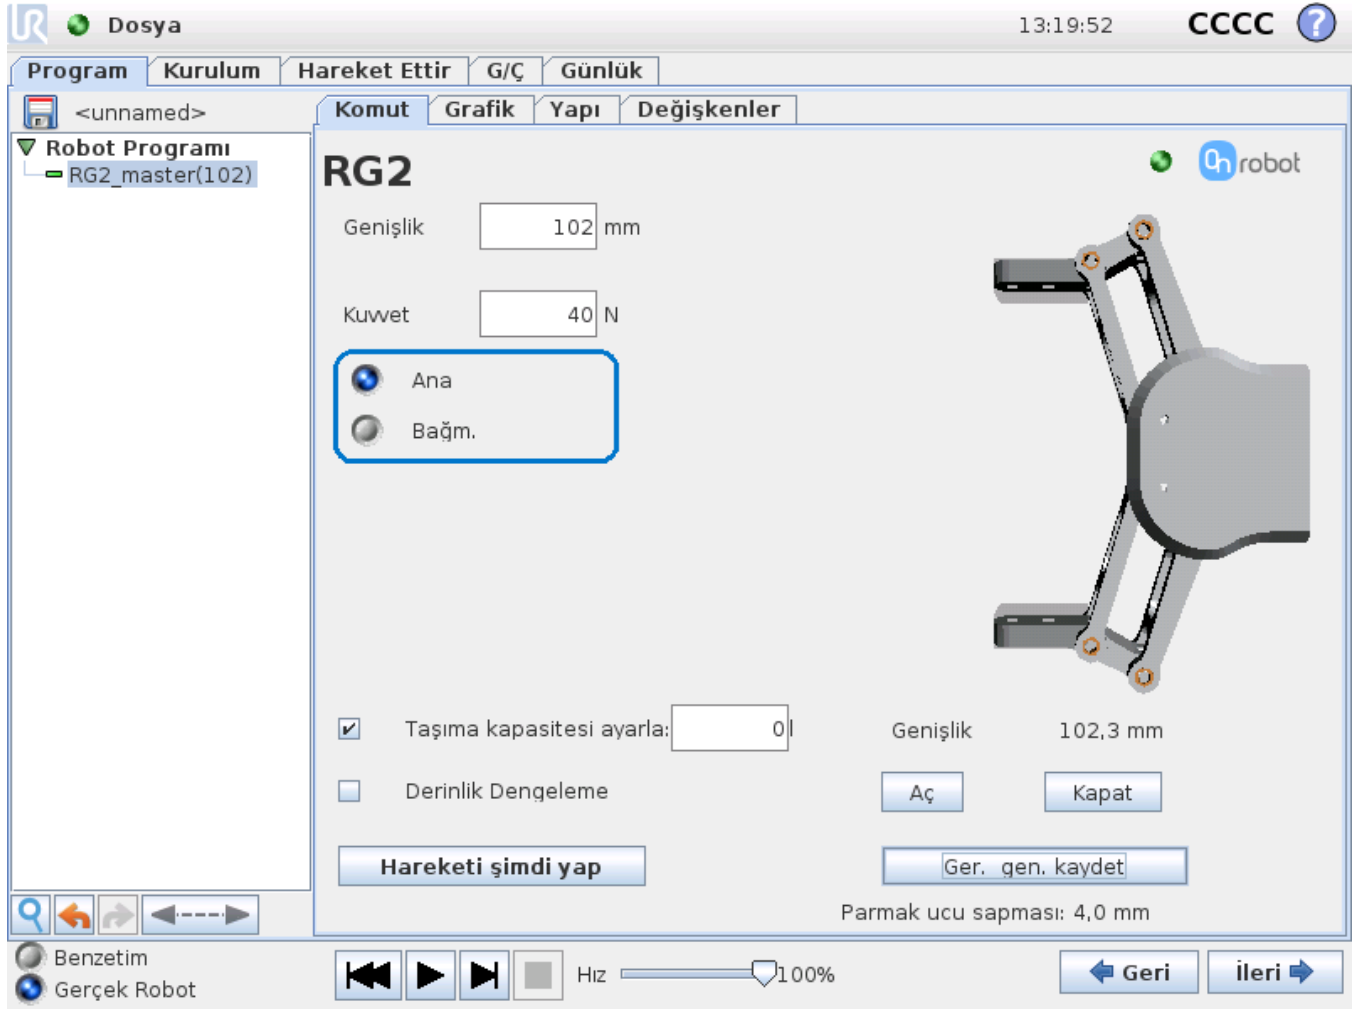 Dosya 13:19:52 CCCC ?
Program Kurulum Hareket Ettir G/Ç Günlük
<unnamed> Komut Grafik Yapı Değişkenler
Robot Programı
RG2_master(102)
RG2
On robot
Genişlik 102 mm
Kuvvet 40 N
Ana
Bağm.
Taşıma kapasitesi ayarla: 0 Genişlik 102,3 mm
Derinlik Dengeleme Aç Kapat
Hareketi şimdi yap Ger. gen. kaydet
Parmak ucu sapması: 4,0 mm
Benzetim
Gerçek Robot
Hız 100% Geri İleri